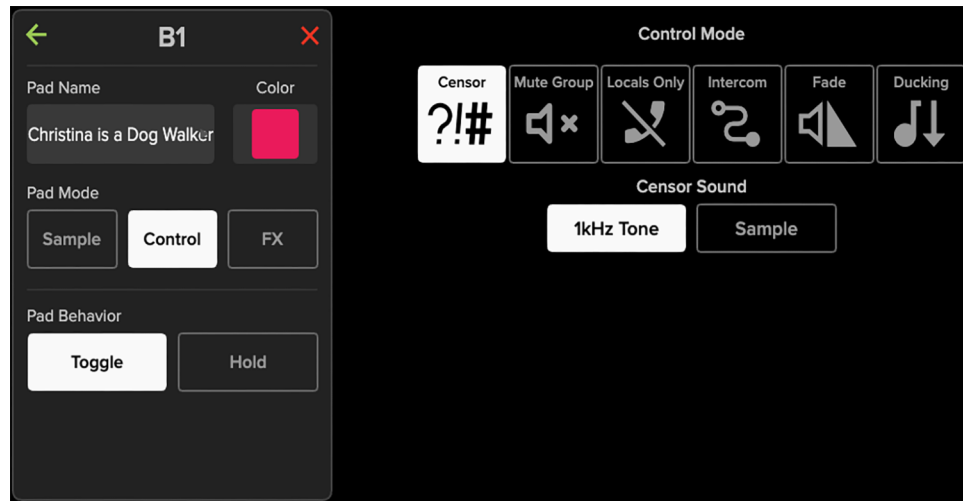 B1
Pad Name
Color
Christina is a Dog Walker
Pad Mode
Sample
Control
FX
Pad Behavior
Toggle
Hold
Control Mode
Censor
Mute Group
Locals Only
Intercom
Fade
Ducking
?!#
Censor Sound
1kHz Tone
Sample